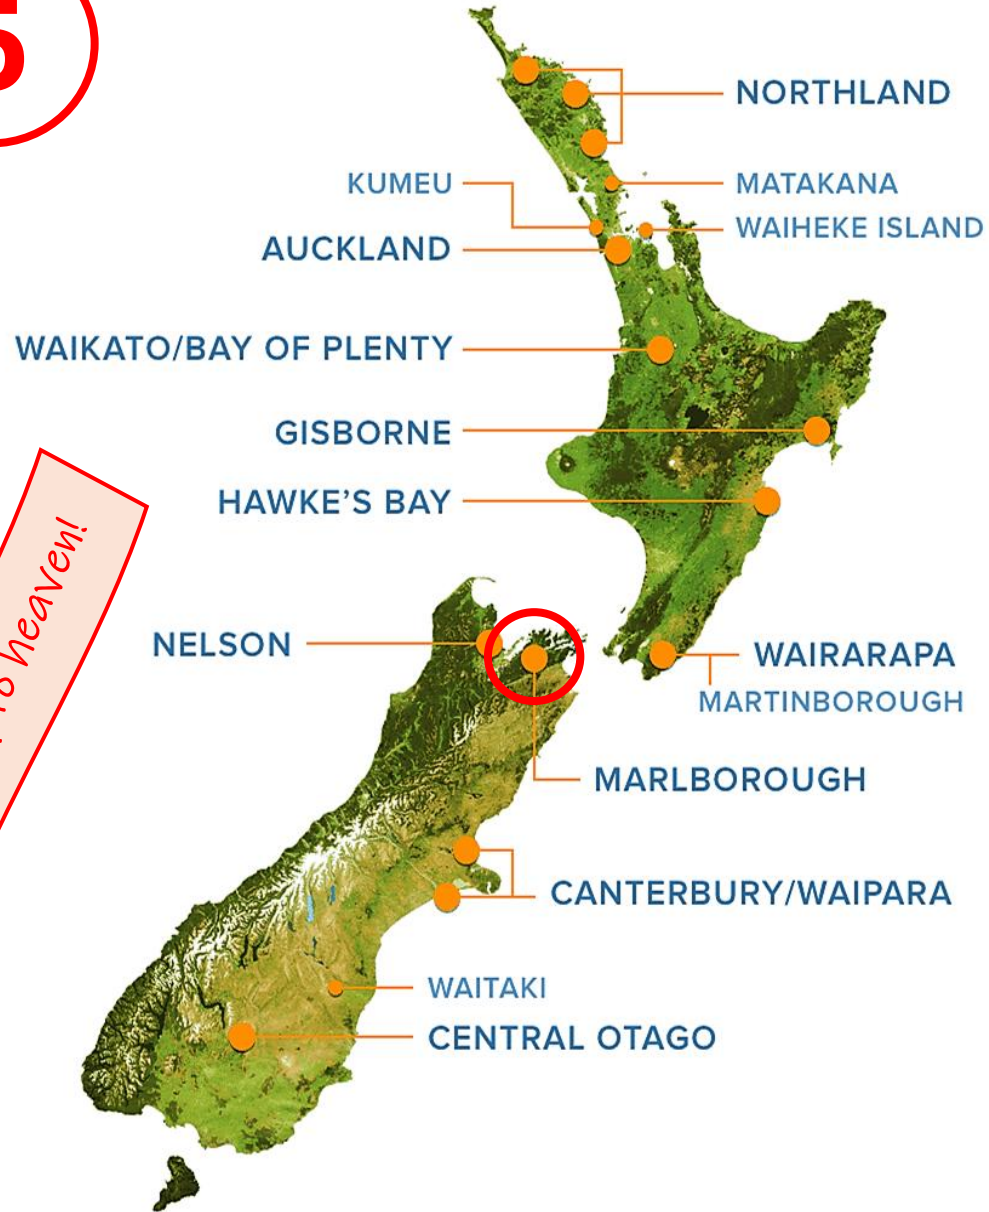 5
NORTHLAND
KUMEU
MATAKANA
WAIHEKE ISLAND
AUCKLAND
WAIKATO/BAY OF PLENTY
GISBORNE
HAWKE’S BAY
heaven!
NELSON
WAIRARAPA
MARTINBOROUGH
MARLBOROUGH
CANTERBURY/WAIPARA
WAITAKI
CENTRAL OTAGO